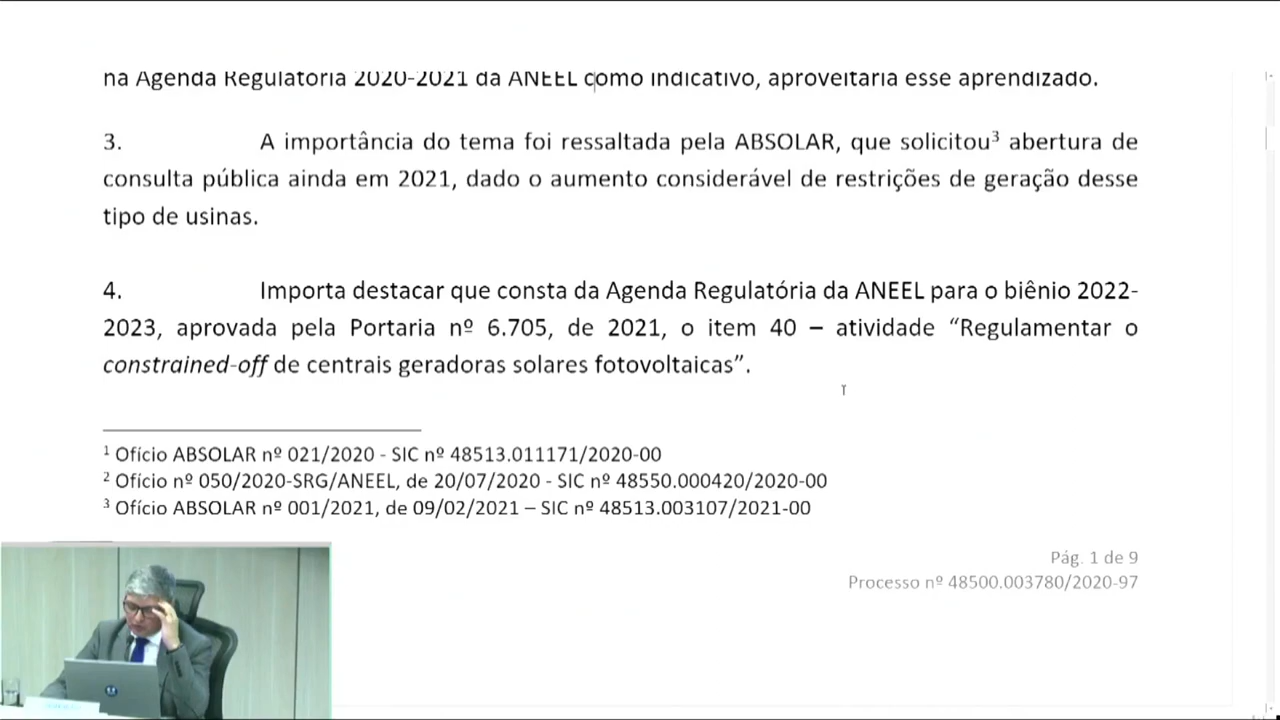 na Agenda Regulatória 2020-2021 da ANEEL como indicativo, aproveitaria esse aprendizado.
3. A importância do tema foi ressaltada pela ABSOLAR, que solicitou³ abertura de
consulta pública ainda em 2021, dado o aumento considerável de restrições de geração desse
tipo de usinas.
4. Importa destacar que consta da Agenda Regulatória da ANEEL para o biênio 2022-
2023, aprovada pela Portaria nº 6.705, de 2021, o item 40 – atividade “Regulamentar o
constrained-off de centrais geradoras solares fotovoltaicas”.
¹ Ofício ABSOLAR nº 021/2020 - SIC nº 48513.011171/2020-00
² Ofício nº 050/2020-SRG/ANEEL, de 20/07/2020 - SIC nº 48550.000420/2020-00
³ Ofício ABSOLAR nº 001/2021, de 09/02/2021 – SIC nº 48513.003107/2021-00
Pág. 1 de 9
Processo nº 48500.003780/2020-97